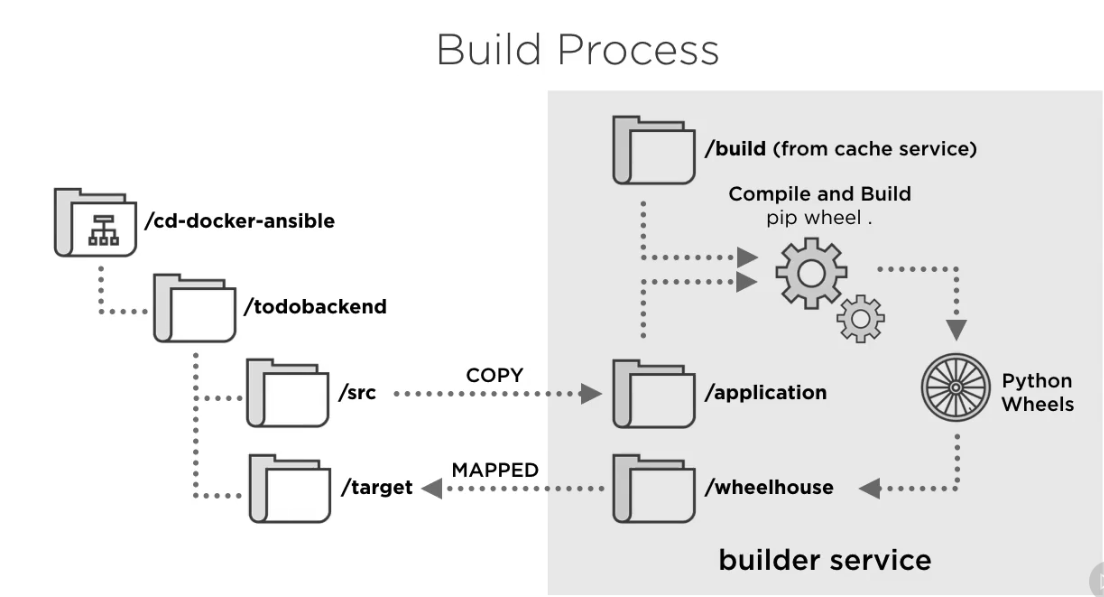 Build Process
/build (from cache service)
Compile and Build
pip wheel .
/cd-docker-ansible
/todobackend
/src
COPY
/application
Python
Wheels
/target
MAPPED
/wheelhouse
builder service